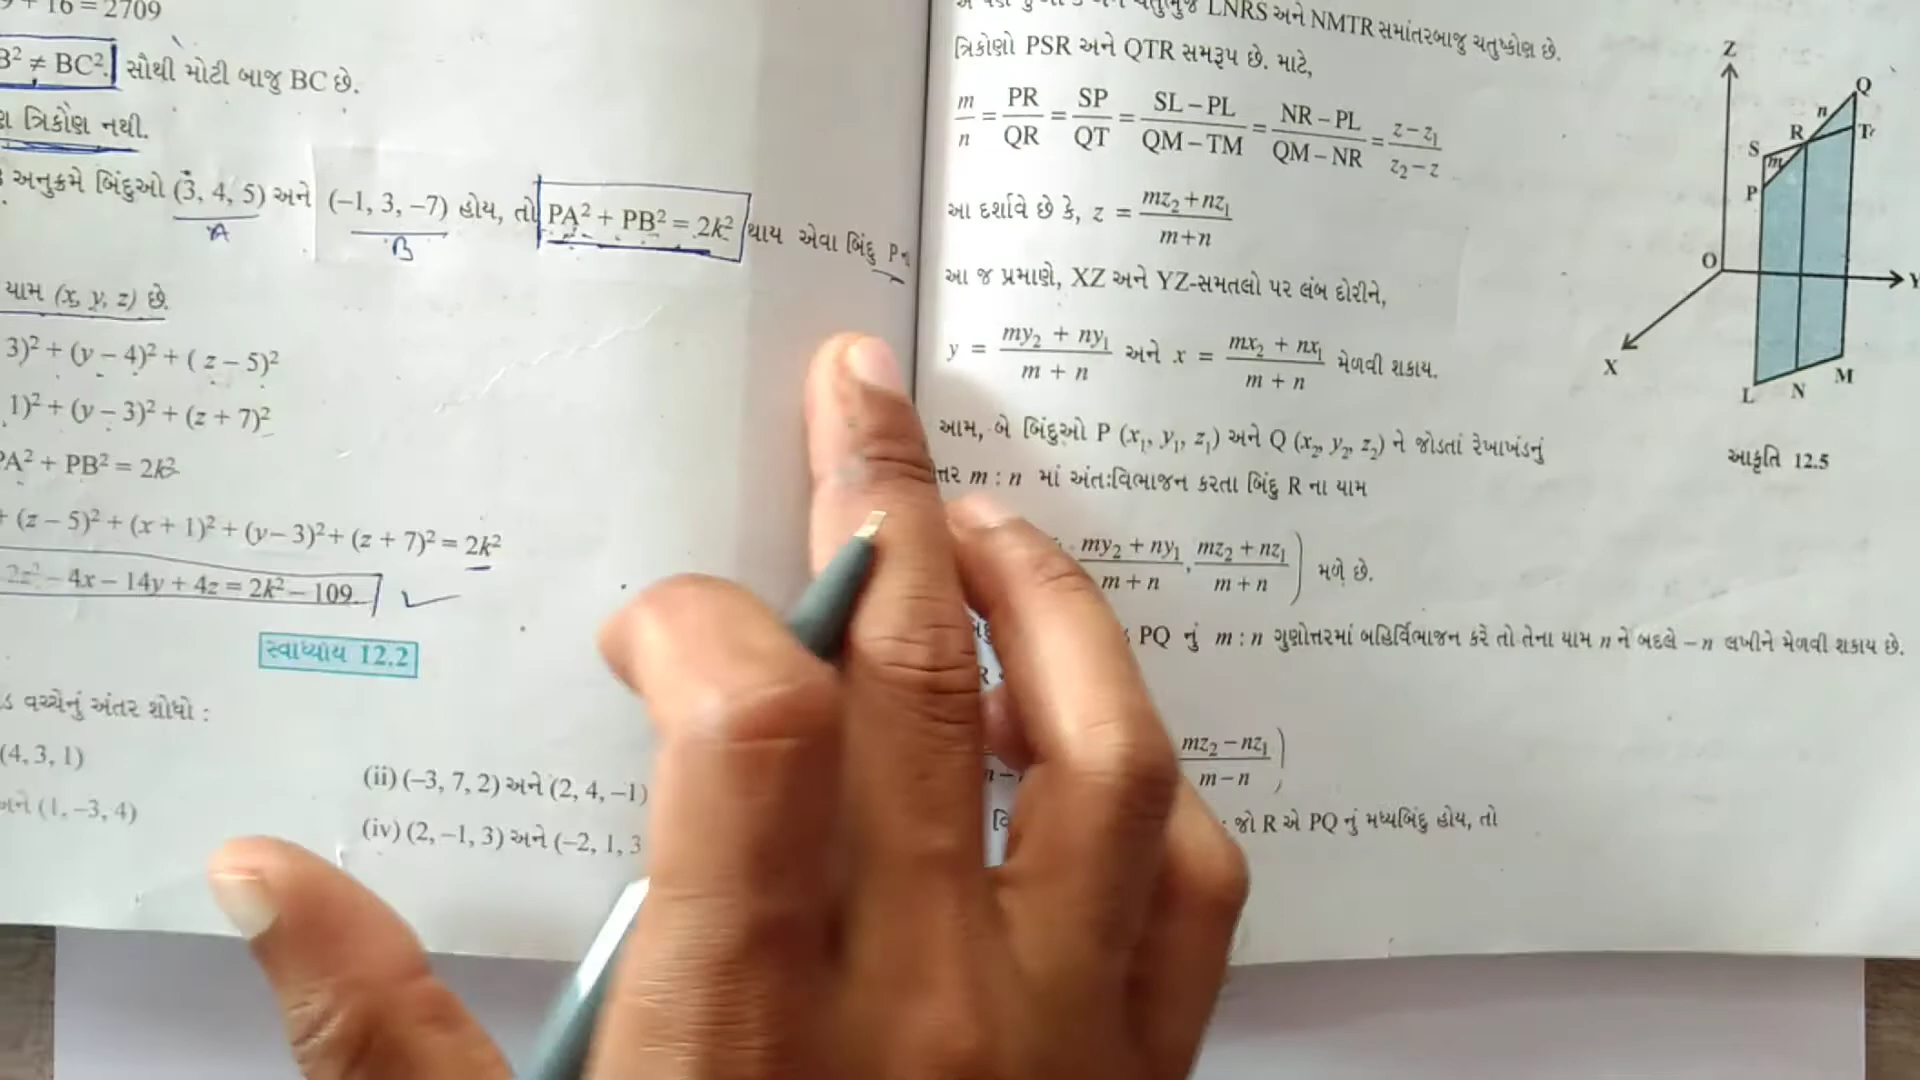 9 + 16 = 2709
B² ≠ BC². સૌથી મોટી બાજુ BC છે.
ત્રિકોણ નથી.
અનુક્રમે બિંદુઓ (3, 4, 5) અને (–1, 3, –7) હોય, તો PA² + PB² = 2k² થાય એવા બિંદુ P ના
A B
યામ (x, y, z) છે.
3)² + (y – 4)² + ( z – 5)²
1)² + (y – 3)² + (z + 7)²
PA² + PB² = 2k²
+ (z – 5)² + (x + 1)² + (y – 3)² + (z + 7)² = 2k²
2z² – 4x – 14y + 4z = 2k² – 109.
સ્વાધ્યાય 12.2
વચ્ચેનું અંતર શોધો :
(4, 3, 1)
(ii) (–3, 7, 2) અને (2, 4, –1)
અને (1, –3, 4)
(iv) (2, –1, 3) અને (–2, 1, 3
LNRS અને NMTR સમાંતરબાજુ ચતુષ્કોણ છે.
ત્રિકોણો PSR અને QTR સમરૂપ છે. માટે,
m/n = PR/QR = SP/QT = SL – PL/QM – TM = NR – PL/QM – NR = z – z₁/z₂ – z
આ દર્શાવે છે કે, z = mz₂ + nz₁/m+n
આ જ પ્રમાણે, XZ અને YZ-સમતલો પર લંબ દોરીને,
y = my₂ + ny₁/m + n અને x = mx₂ + nx₁/m + n મેળવી શકાય.
આમ, બે બિંદુઓ P (x₁, y₁, z₁) અને Q (x₂, y₂, z₂) ને જોડતાં રેખાખંડનું
m : n માં અંતઃવિભાજન કરતા બિંદુ R ના યામ
my₂ + ny₁/m + n , mz₂ + nz₁/m + n ) મળે છે.
PQ નું m : n ગુણોત્તરમાં બહિર્વિભાજન કરે તો તેના યામ n ને બદલે – n લખીને મેળવી શકાય છે.
mz₂ – nz₁/m – n )
: જો R એ PQ નું મધ્યબિંદુ હોય, તો
Z
Q
n
R T
S
m
P
O
Y
X
M
L N
આકૃતિ 12.5